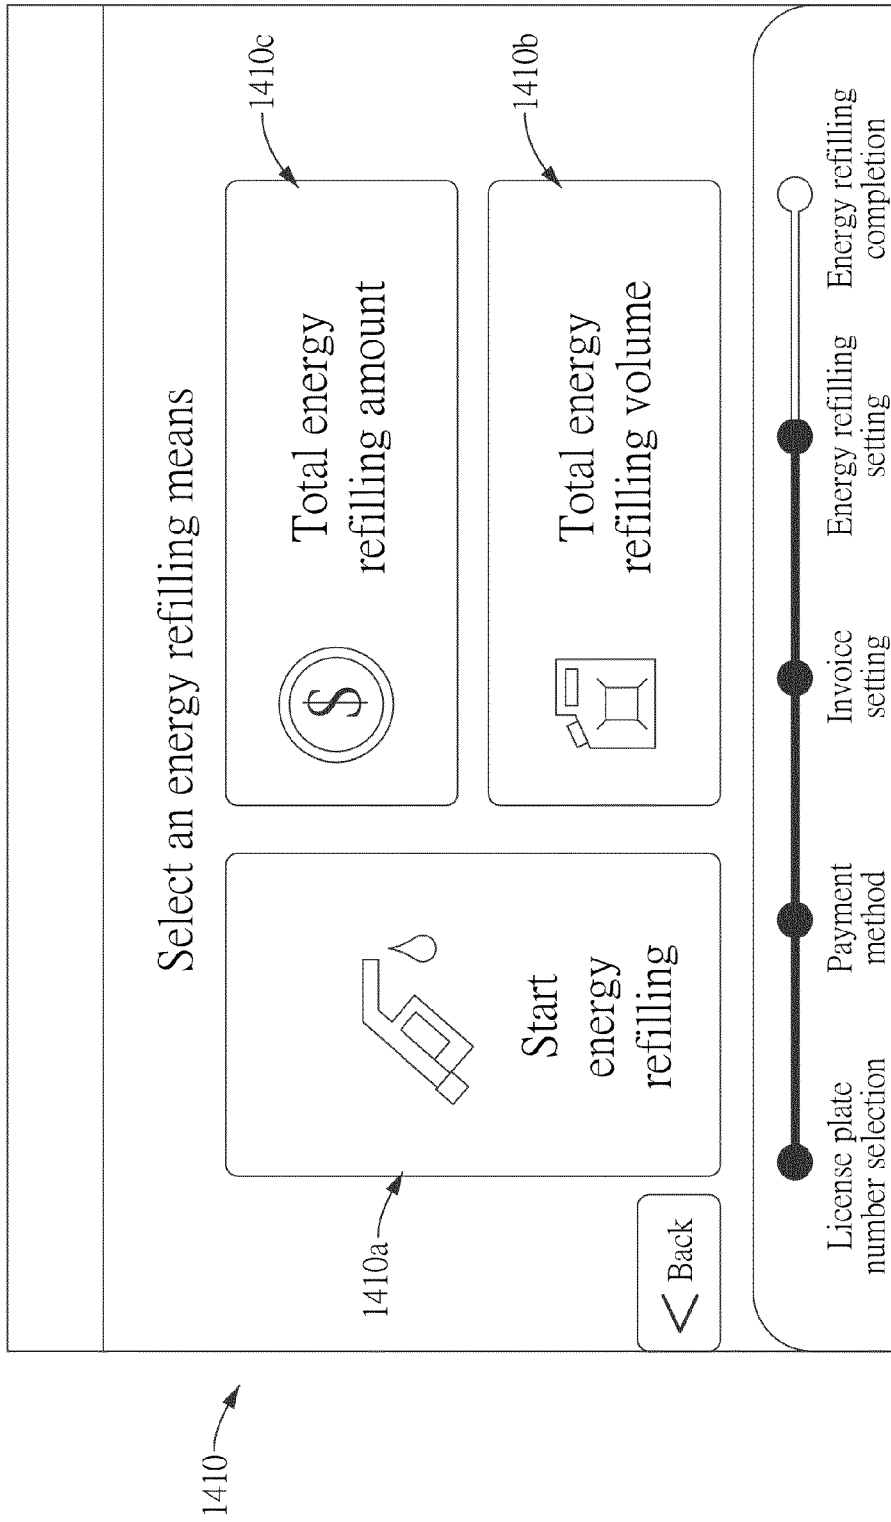 1410
Select an energy refilling means
1410a
Start
energy
refilling
$
Total energy
refilling amount
1410c
Total energy
refilling volume
1410b
Back
License plate
number selection
Payment
method
Invoice
setting
Energy refilling
setting
Energy refilling
completion